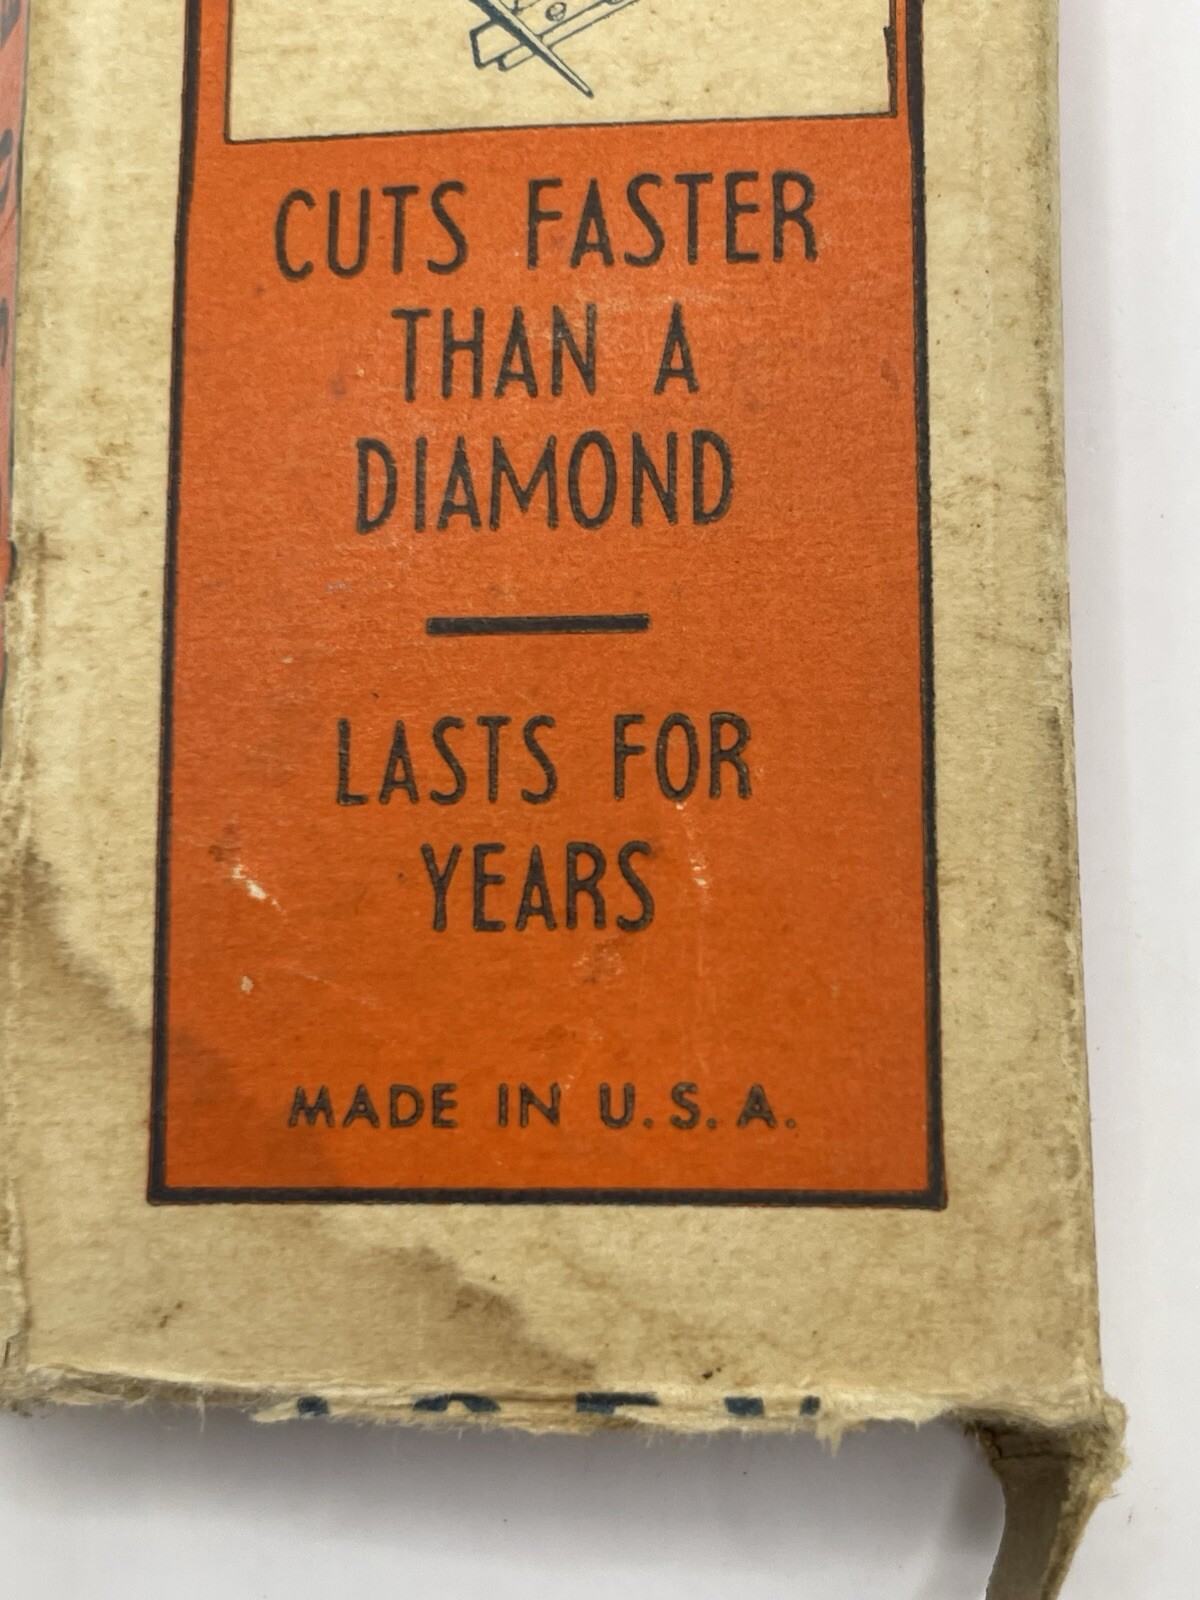 CUTS FASTER
THAN A
DIAMOND
LASTS FOR
YEARS
MADE IN U.S.A.